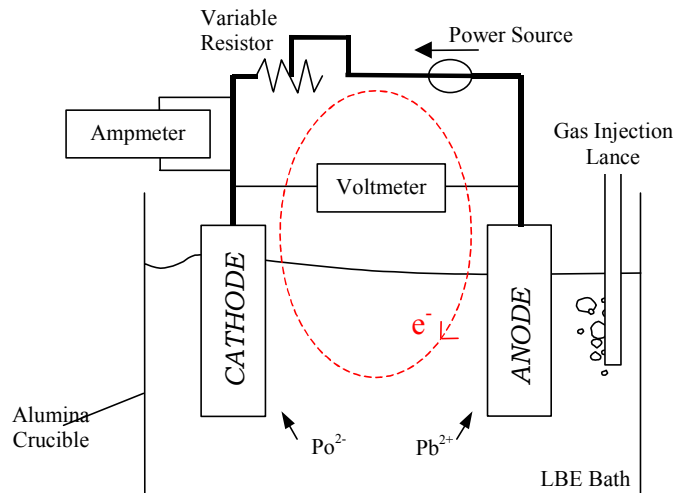 Variable
Resistor
Power Source
Ampmeter
Gas Injection
Lance
Voltmeter
CATHODE
ANODE
e-
Alumina
Crucible
Po2-
Pb2+
LBE Bath